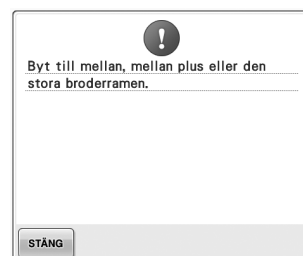 Byt till mellan, mellan plus eller den
stora broderramen.
STÄNG